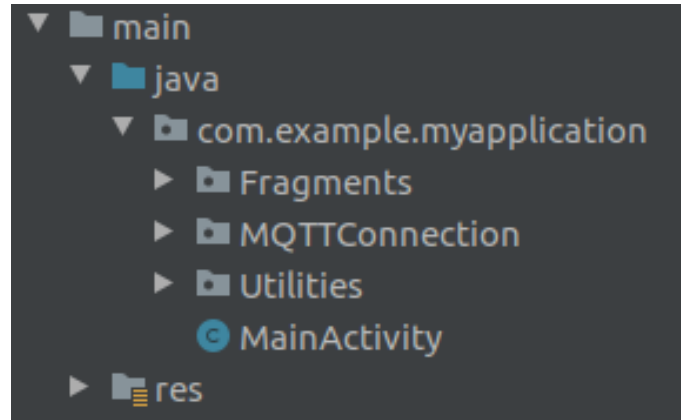 main
java
com.example.myapplication
Fragments
MQTTConnection
Utilities
C MainActivity
res